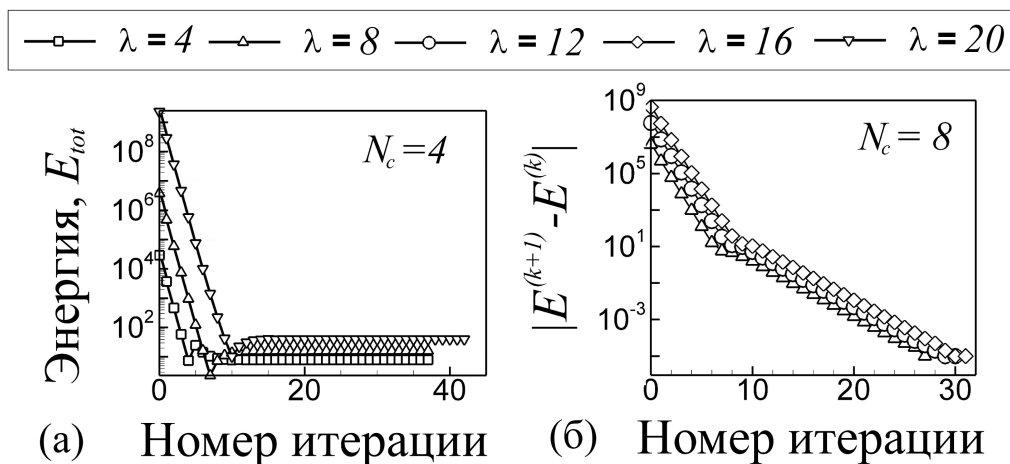 λ = 4 λ = 8 λ = 12 λ = 16 λ = 20
Энергия, E_tot
10^8
10^6
10^4
10^2
N_c = 4
0 20 40
(а) Номер итерации
|E^(k+1) - E^(k)|
10^9
10^5
10^1
10^-3
N_c = 8
0 10 20 30
(б) Номер итерации